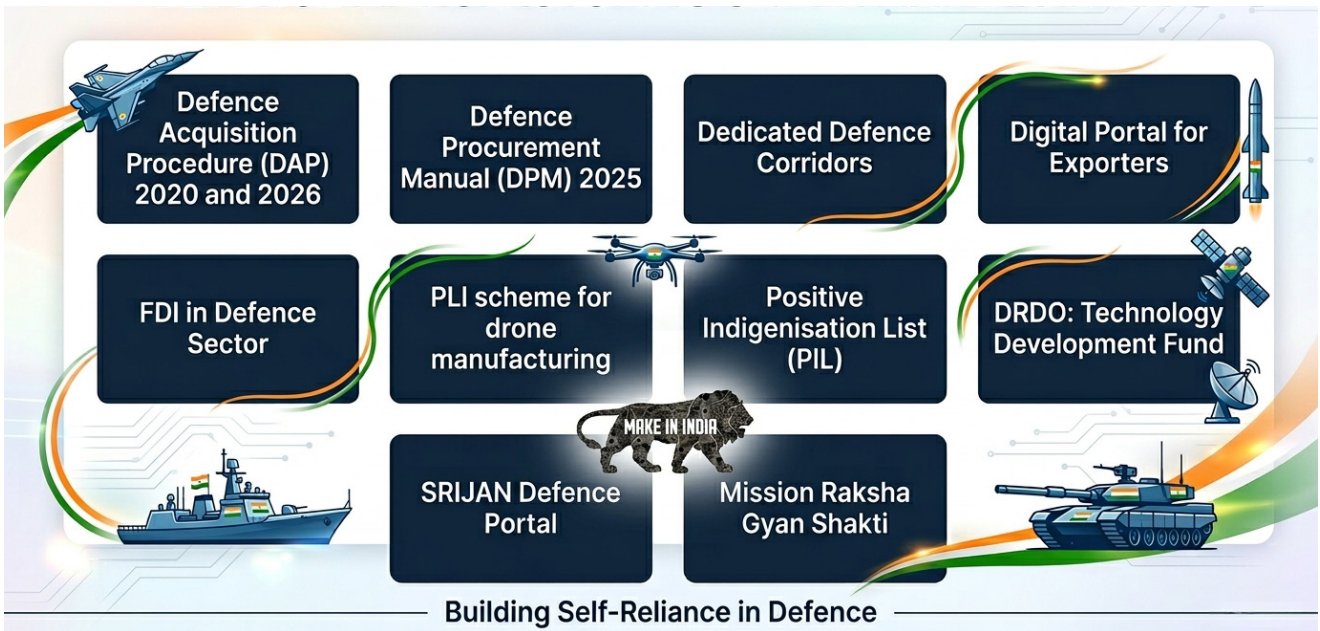 Defence
Acquisition
Procedure (DAP)
2020 and 2026
Defence
Procurement
Manual (DPM) 2025
Dedicated Defence
Corridors
Digital Portal for
Exporters
FDI in Defence
Sector
PLI scheme for
drone
manufacturing
Positive
Indigenisation List
(PIL)
DRDO: Technology
Development Fund
MAKE IN INDIA
SRIJAN Defence
Portal
Mission Raksha
Gyan Shakti
Building Self-Reliance in Defence